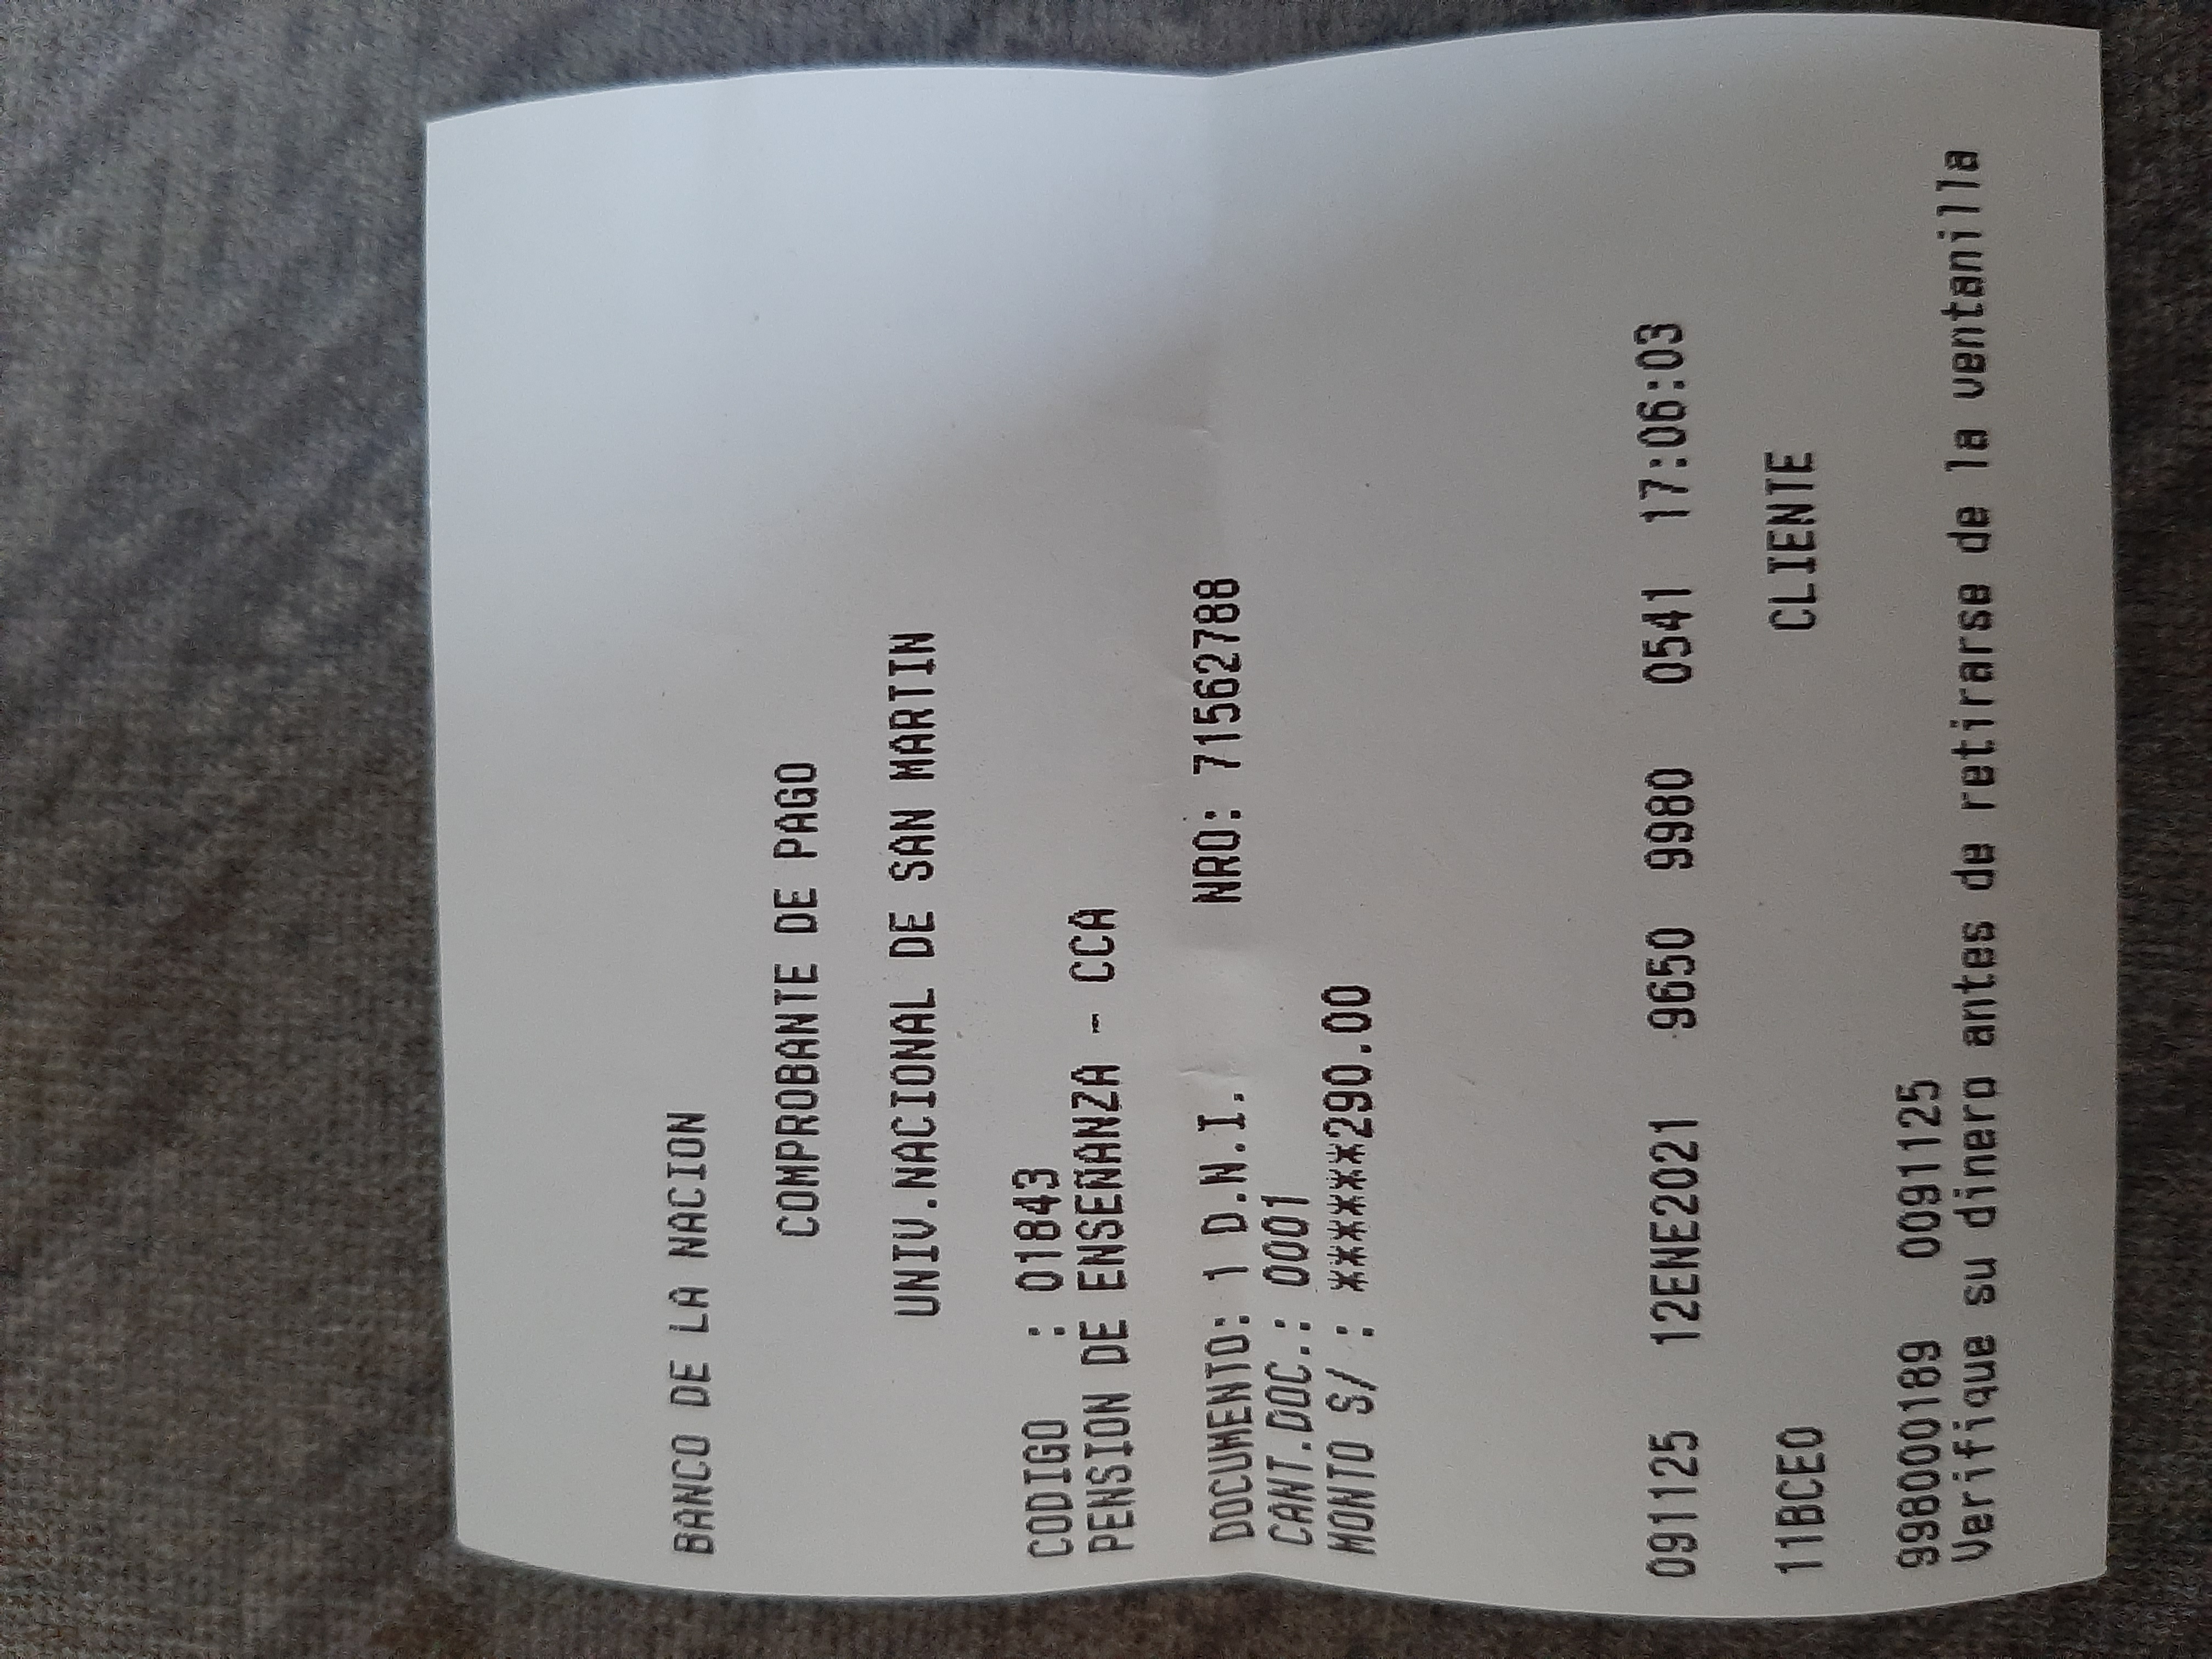 BANCO DE LA NACION
COMPROBANTE DE PAGO
UNIV.NACIONAL DE SAN MARTIN
CODIGO : 01843
PENSION DE ENSEÑANZA - CCA
DOCUMENTO: 1 D.N.I. NRO: 71562788
CANT.DOC.: 0001
MONTO S/ : ******290.00
091125 12ENE2021 9650 9980 0541 17:06:03
11BCE0 CLIENTE
998000189 0091125
Verifique su dinero antes de retirarse de la ventanilla